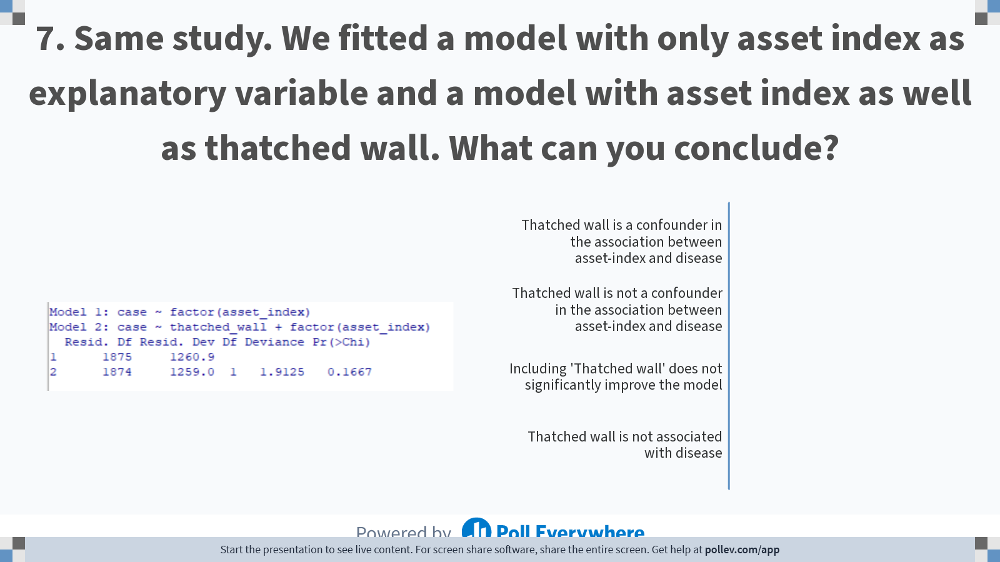 7. Same study. We fitted a model with only asset index as
explanatory variable and a model with asset index as well
as thatched wall. What can you conclude?
Model 1: case ~ factor(asset_index)
Model 2: case ~ thatched_wall + factor(asset_index)
Resid. Df Resid. Dev Df Deviance Pr(>Chi)
1 1875 1260.9
2 1874 1259.0 1 1.9125 0.1667
Thatched wall is a confounder in
the association between
asset-index and disease
Thatched wall is not a confounder
in the association between
asset-index and disease
Including 'Thatched wall' does not
significantly improve the model
Thatched wall is not associated
with disease
Powered by Poll Everywhere
Start the presentation to see live content. For screen share software, share the entire screen. Get help at pollev.com/app